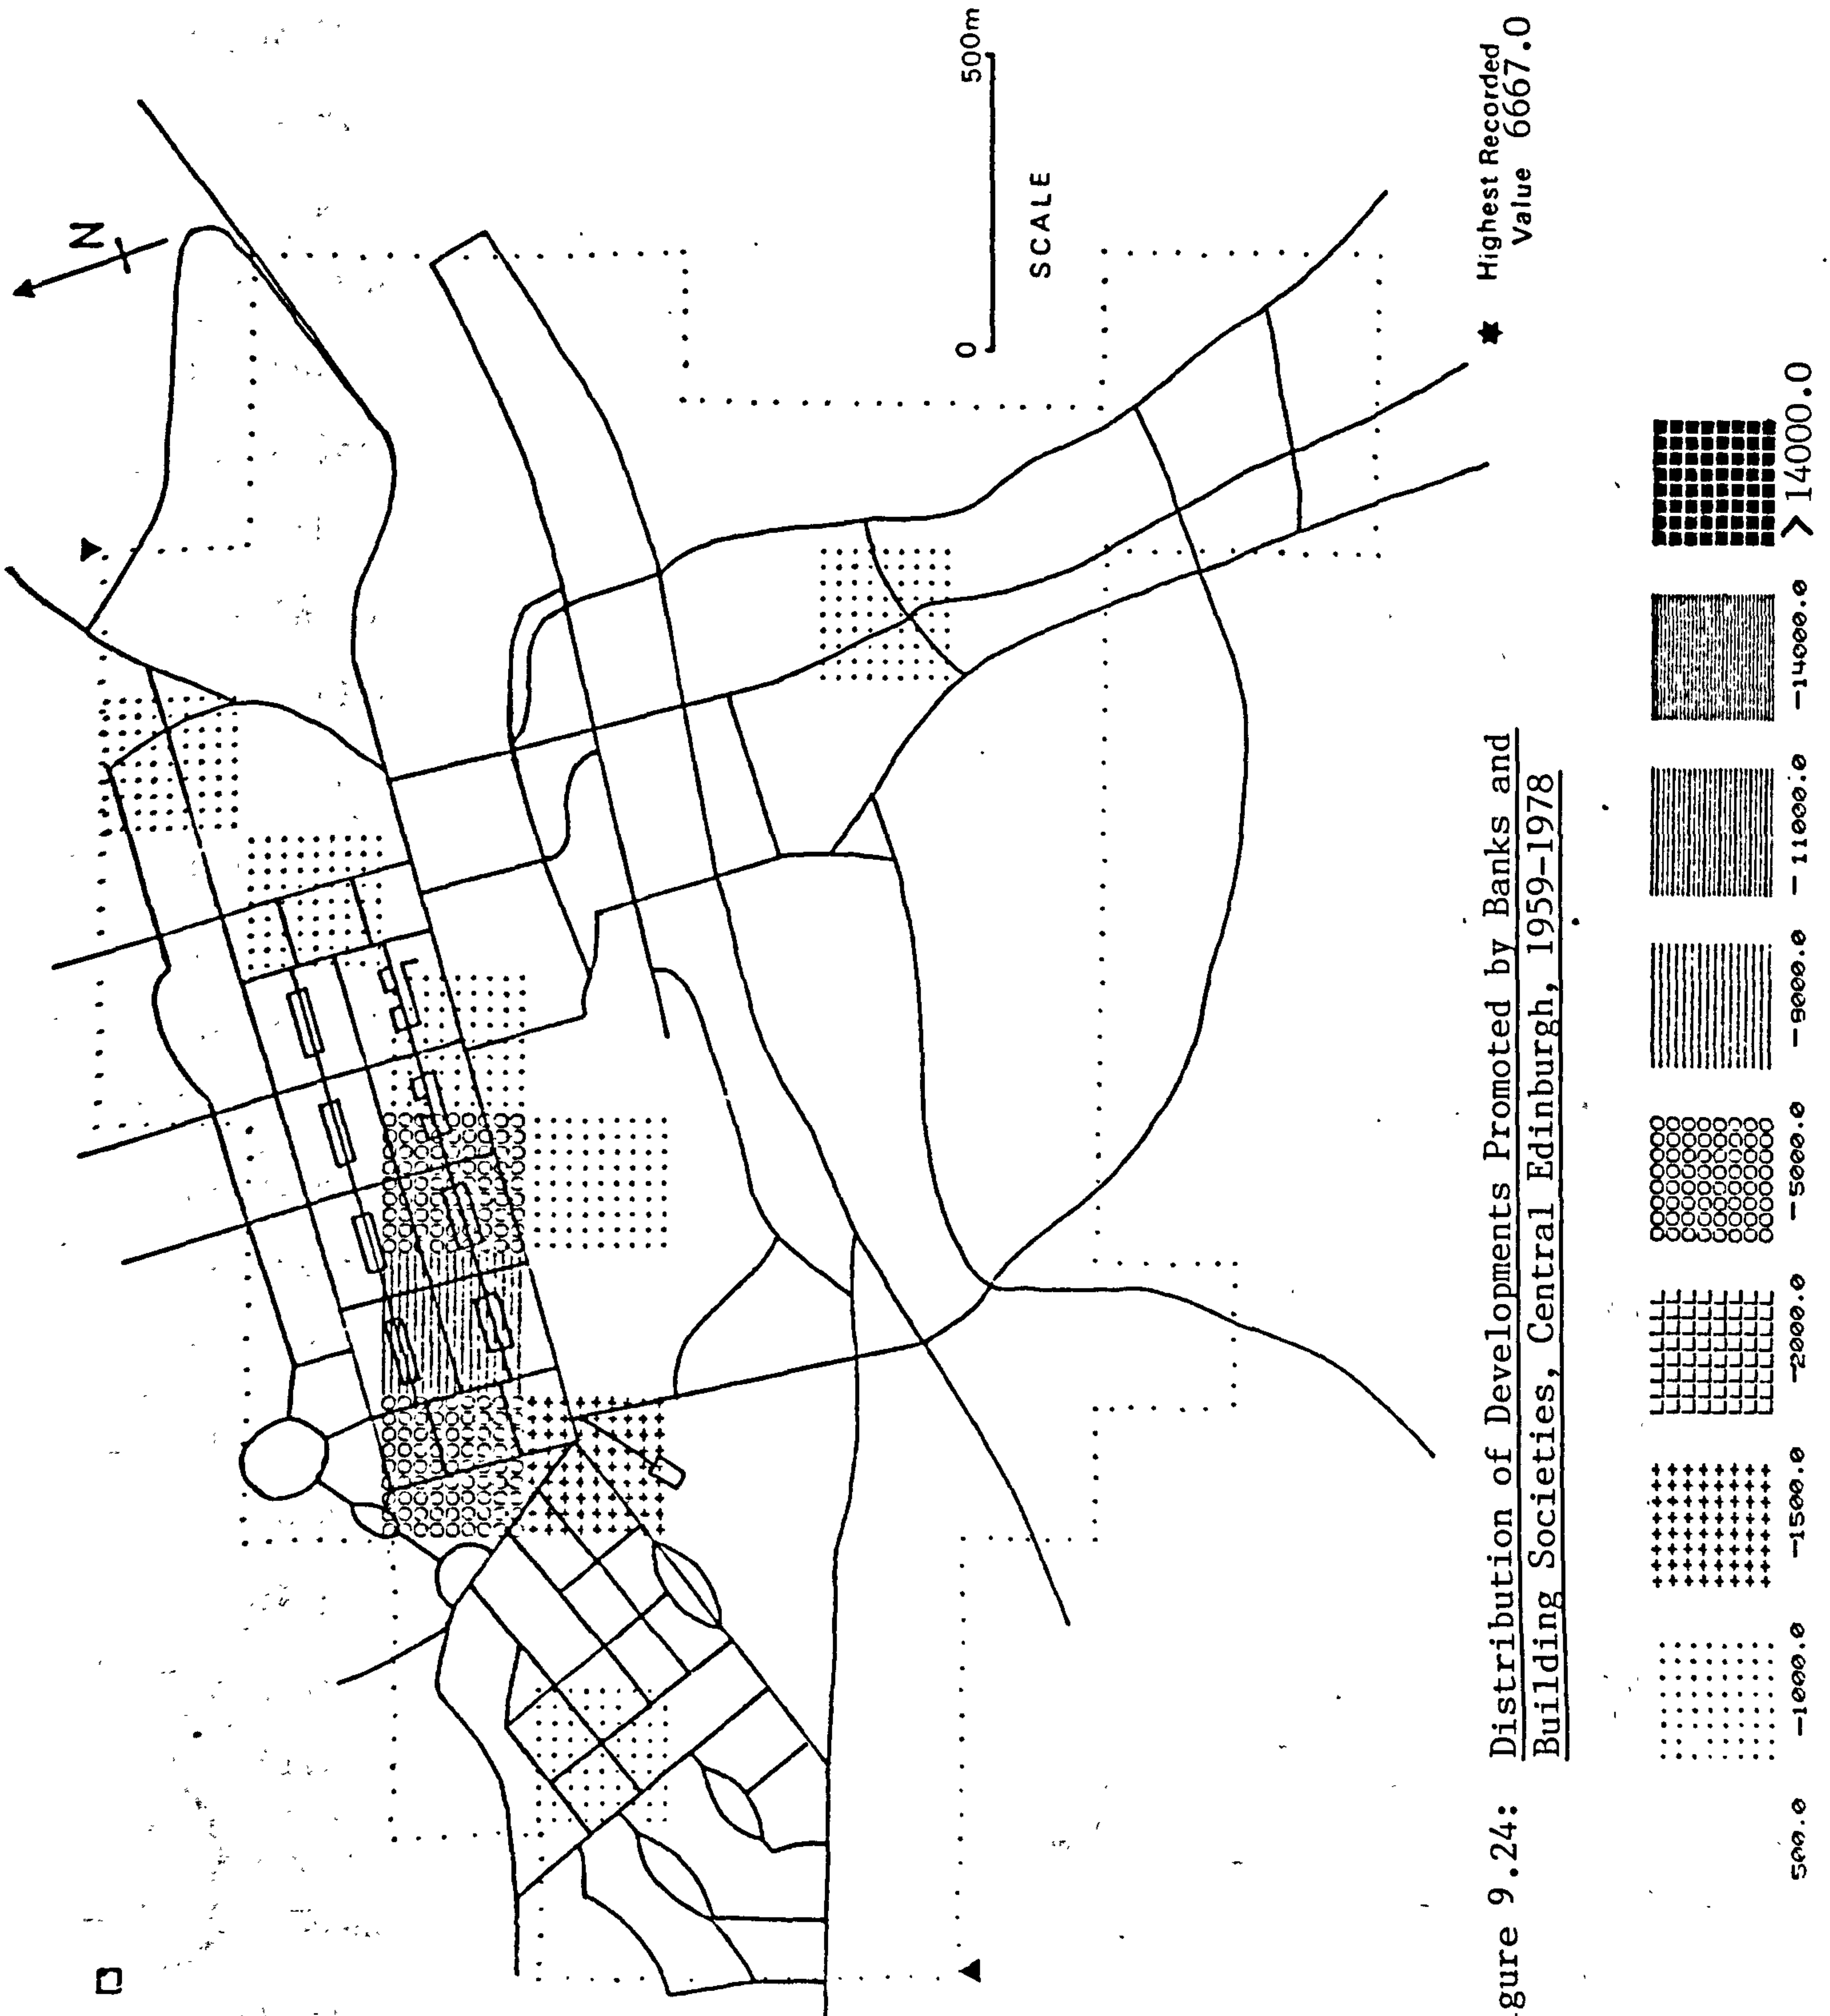 N
0 500m
SCALE
★ Highest Recorded
Value 6667.0
gure 9.24: Distribution of Developments Promoted by Banks and
Building Societies, Central Edinburgh, 1959-1978
500.0 -1000.0 -1500.0 -2000.0 -5000.0 -9000.0 -11000.0 -14000.0 >14000.0